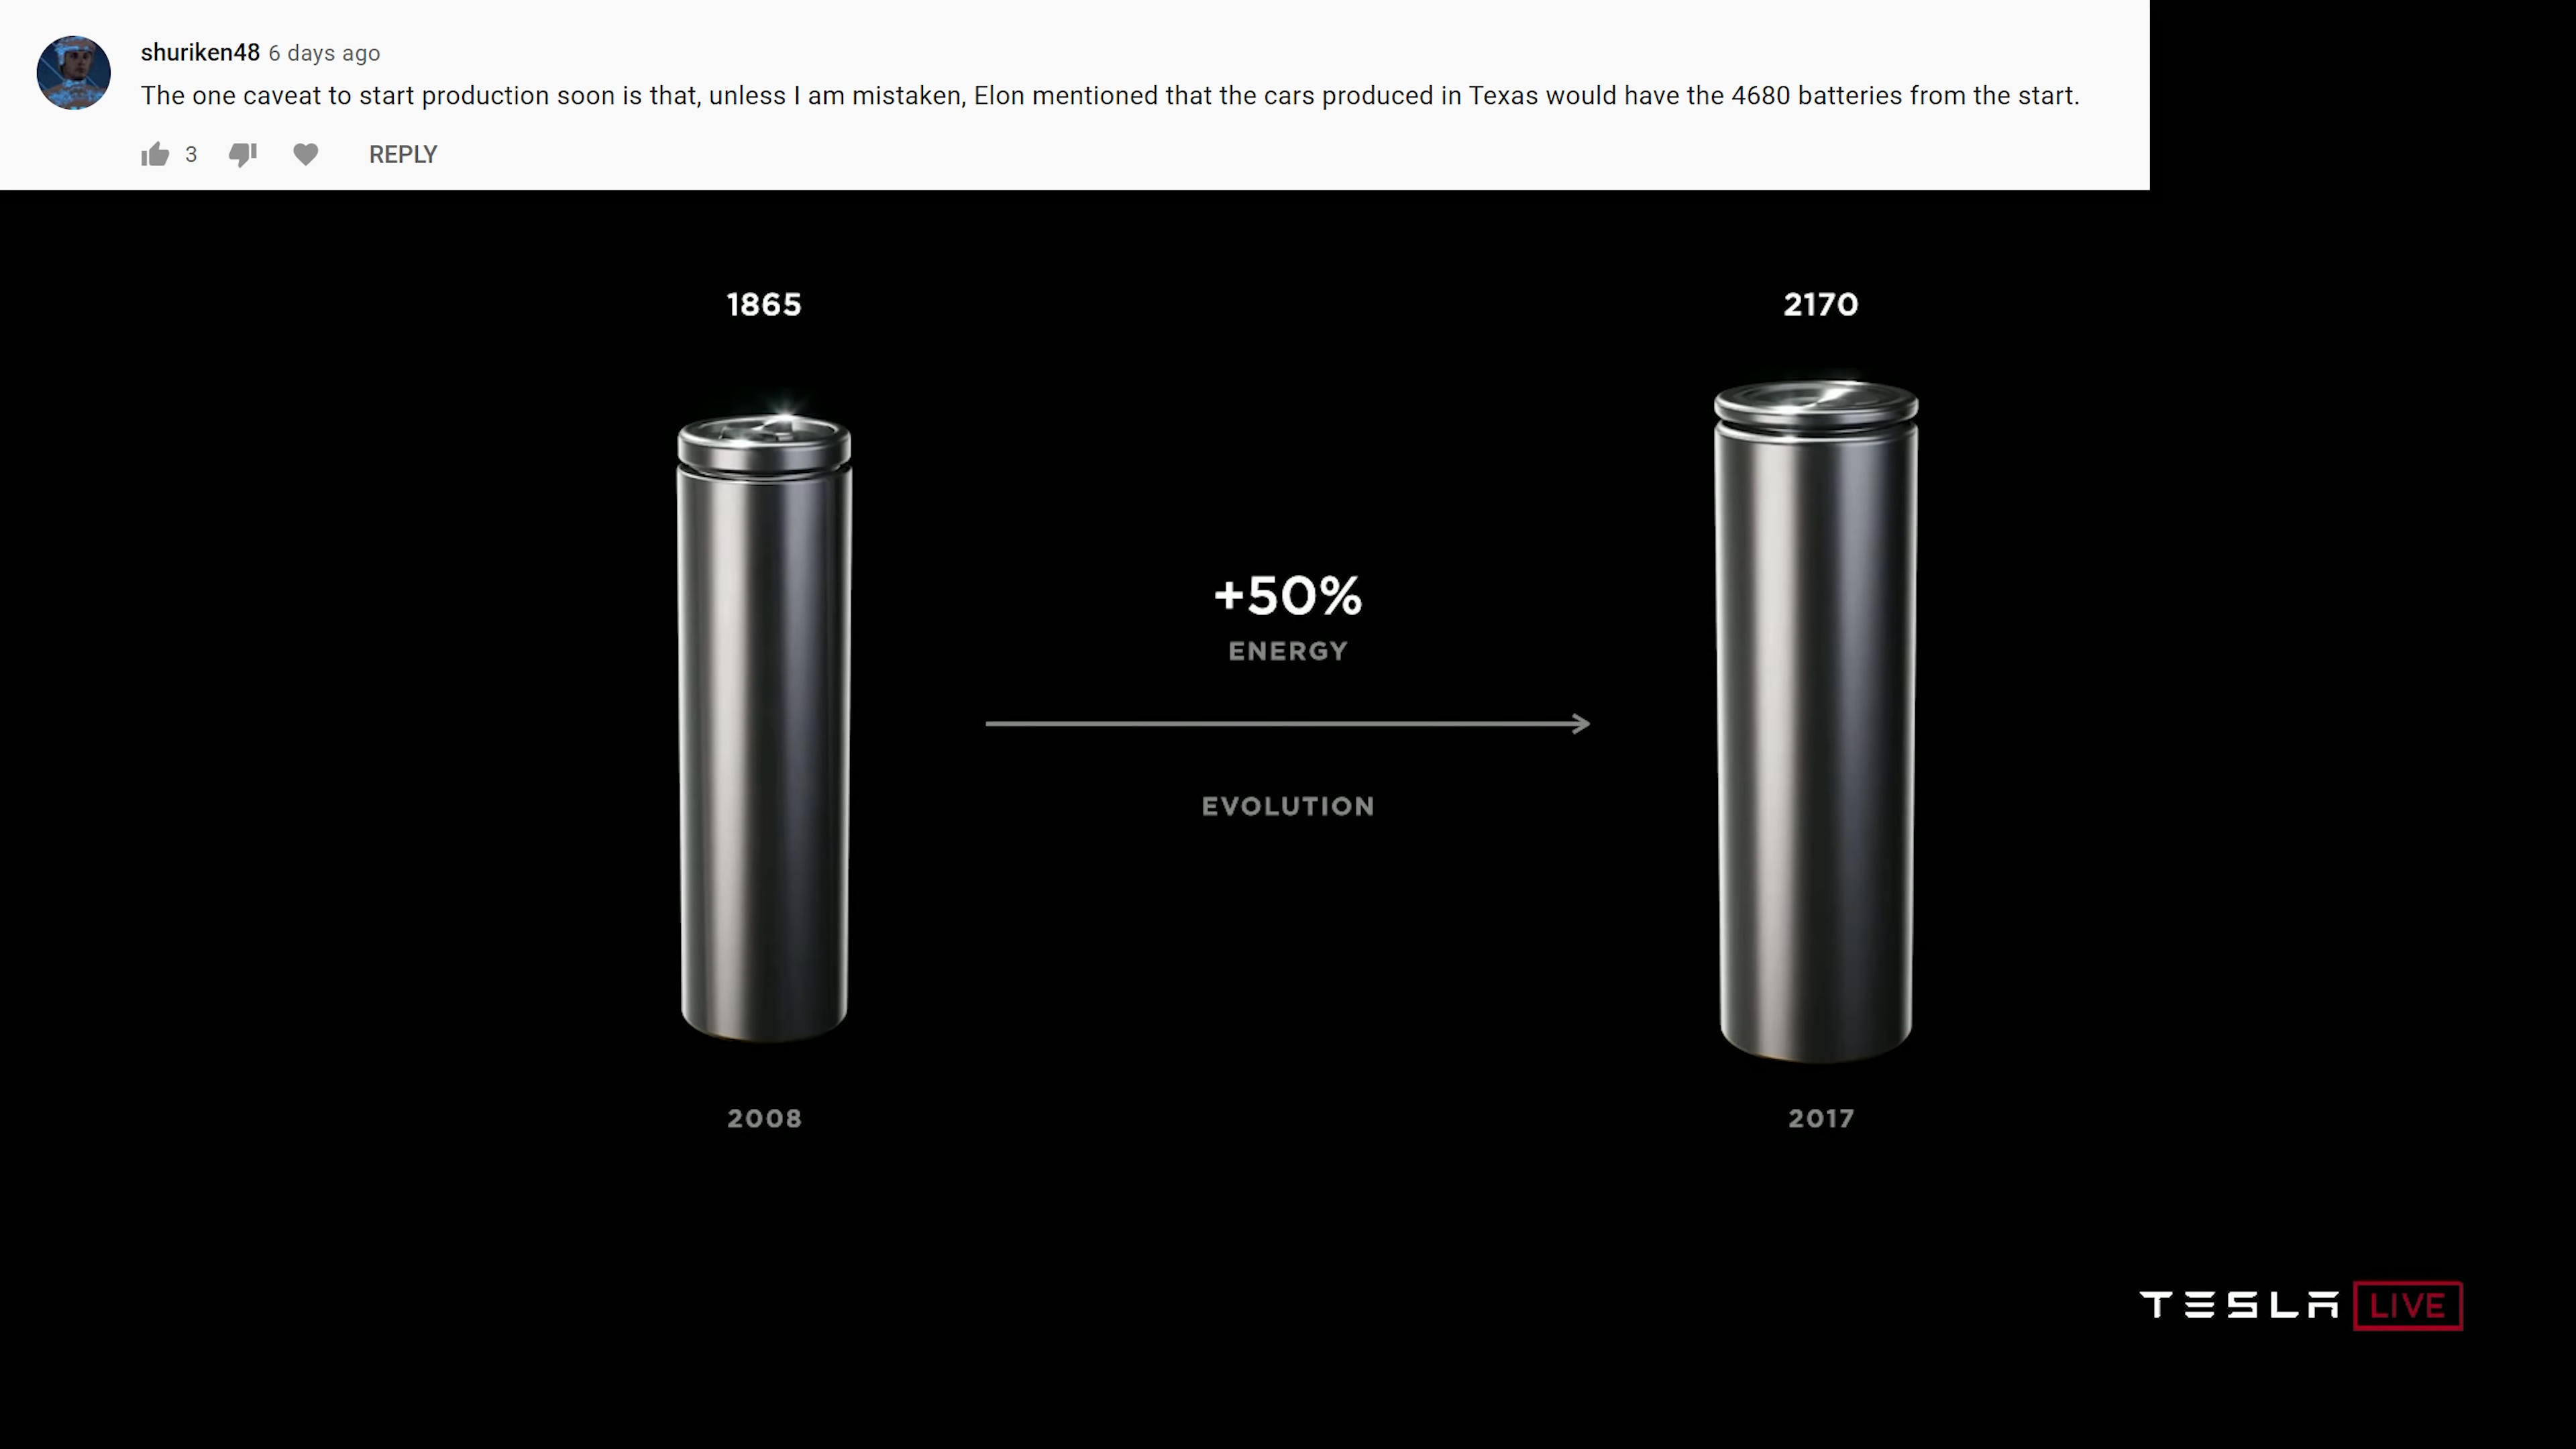 shuriken48 6 days ago
The one caveat to start production soon is that, unless I am mistaken, Elon mentioned that the cars produced in Texas would have the 4680 batteries from the start.
3 REPLY
1865
2170
+50%
ENERGY
EVOLUTION
2008
2017
TESLA LIVE